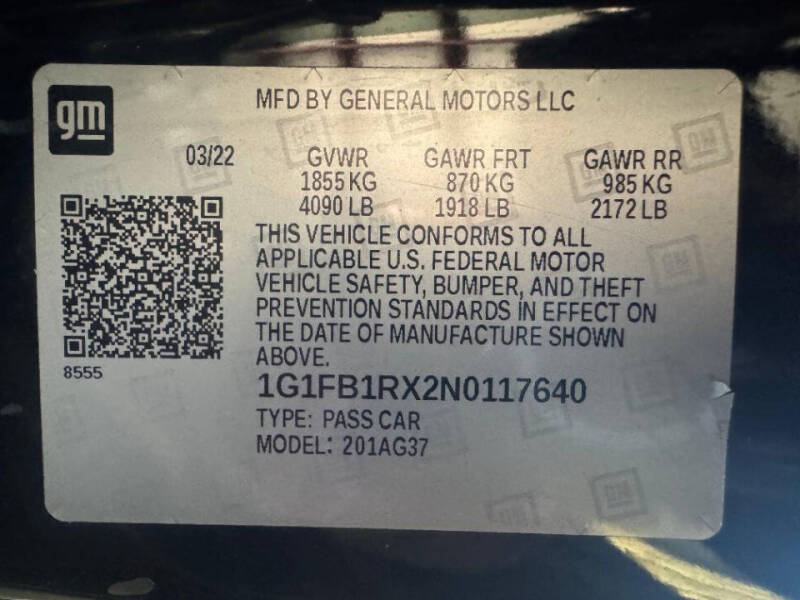 gm
MFD BY GENERAL MOTORS LLC
03/22 GVWR GAWR FRT GAWR RR
1855 KG 870 KG 985 KG
4090 LB 1918 LB 2172 LB
THIS VEHICLE CONFORMS TO ALL
APPLICABLE U.S. FEDERAL MOTOR
VEHICLE SAFETY, BUMPER, AND THEFT
PREVENTION STANDARDS IN EFFECT ON
THE DATE OF MANUFACTURE SHOWN
ABOVE.
8555
1G1FB1RX2N0117640
TYPE: PASS CAR
MODEL: 201AG37